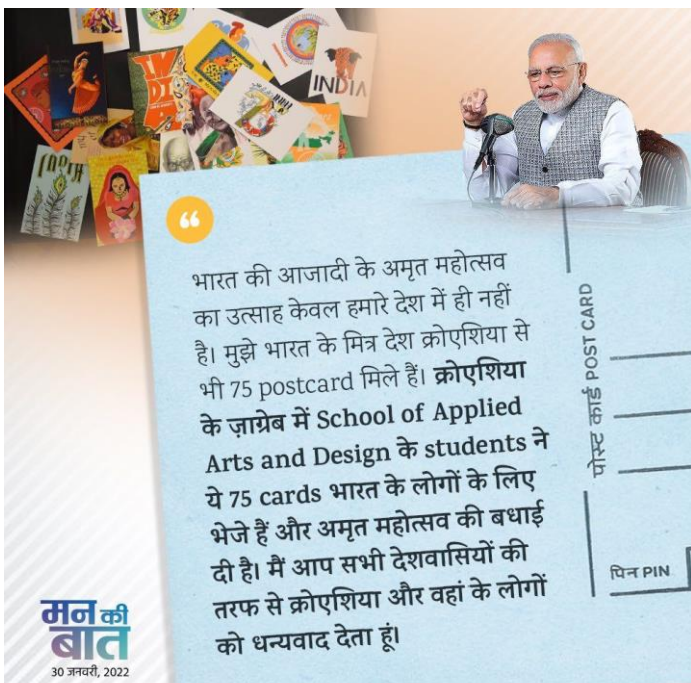 INDIA
भारत की आजादी के अमृत महोत्सव
का उत्साह केवल हमारे देश में ही नहीं
है। मुझे भारत के मित्र देश क्रोएशिया से
भी 75 postcard मिले हैं। क्रोएशिया
के ज़ाग्रेब में School of Applied
Arts and Design के students ने
ये 75 cards भारत के लोगों के लिए
भेजे हैं और अमृत महोत्सव की बधाई
दी है। मैं आप सभी देशवासियों की
तरफ से क्रोएशिया और वहां के लोगों
को धन्यवाद देता हूं।
पोस्ट कार्ड POST CARD
पिन PIN
मन की
बात
30 जनवरी, 2022